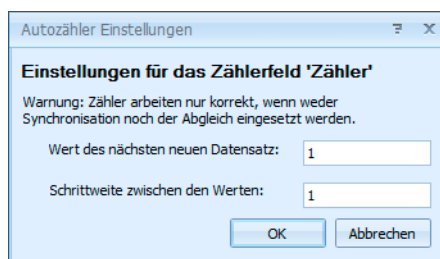 Autozähler Einstellungen
Einstellungen für das Zählerfeld 'Zähler'
Warnung: Zähler arbeiten nur korrekt, wenn weder
Synchronisation noch der Abgleich eingesetzt werden.
Wert des nächsten neuen Datensatz: 1
Schrittweite zwischen den Werten: 1
OK Abbrechen